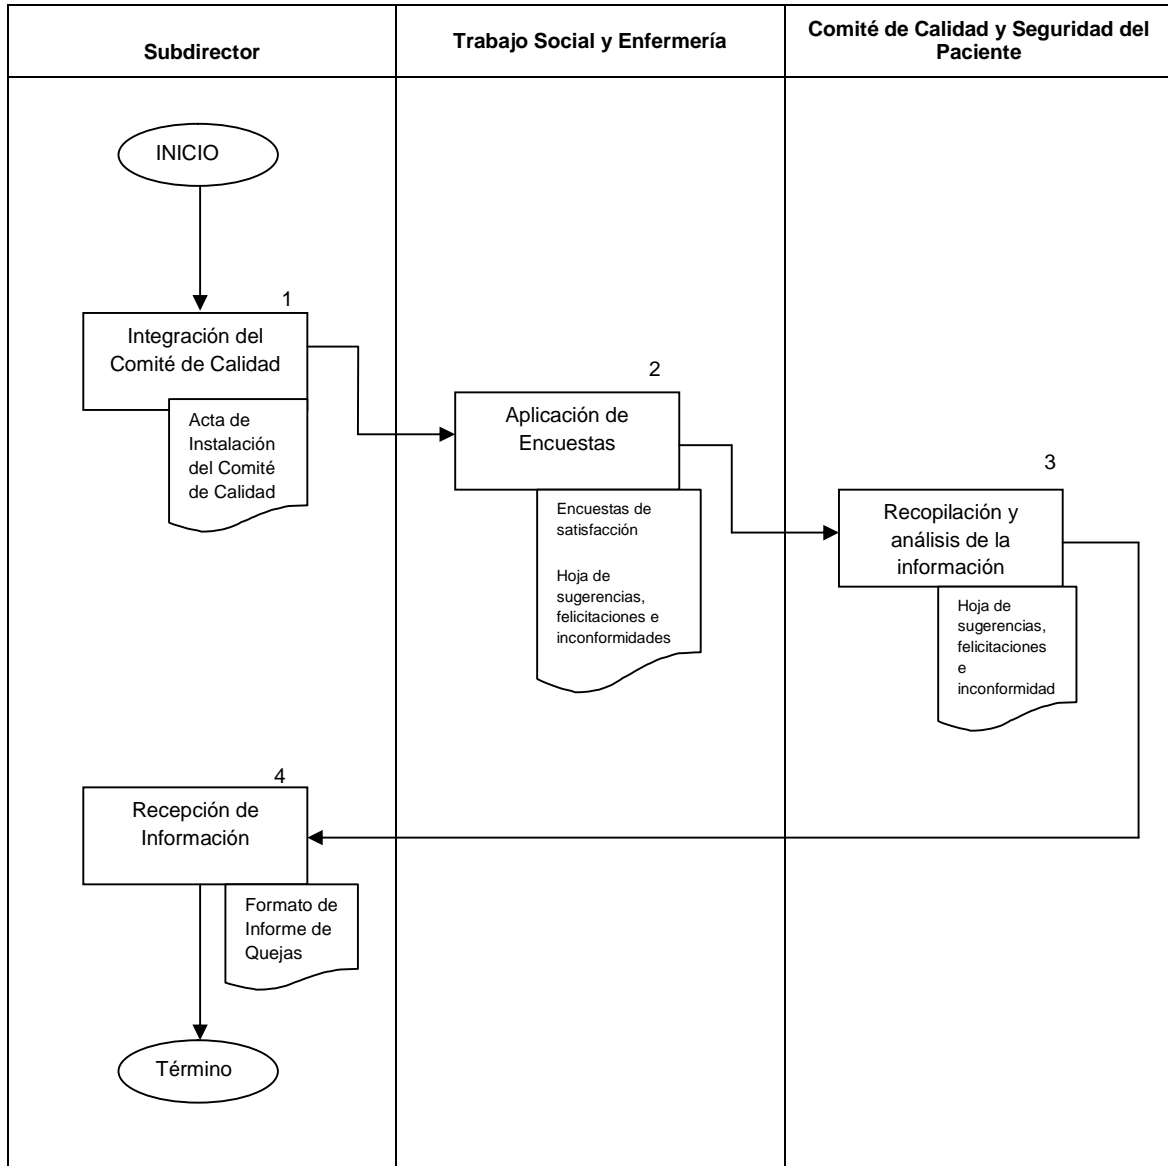 Subdirector
Trabajo Social y Enfermería
Comité de Calidad y Seguridad del
Paciente
INICIO
1
Integración del
Comité de Calidad
Acta de
Instalación
del Comité
de Calidad
2
Aplicación de
Encuestas
Encuestas de
satisfacción
Hoja de
sugerencias,
felicitaciones e
inconformidades
3
Recopilación y
análisis de la
información
Hoja de
sugerencias,
felicitaciones
e
inconformidad
4
Recepción de
Información
Formato de
Informe de
Quejas
Término